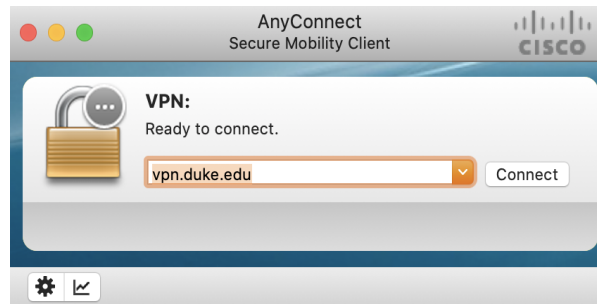 AnyConnect
Secure Mobility Client
CISCO
VPN:
Ready to connect.
vpn.duke.edu
Connect